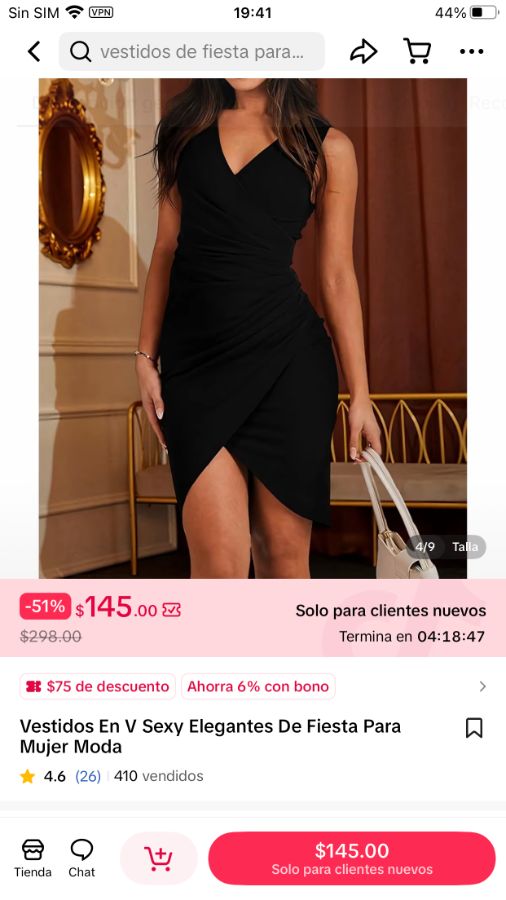 Sin SIM VPN 19:41 44%
vestidos de fiesta para...
4/9 Talla
-51% $145.00 Solo para clientes nuevos
$298.00 Termina en 04:18:47
$75 de descuento Ahorra 6% con bono
Vestidos En V Sexy Elegantes De Fiesta Para
Mujer Moda
4.6 (26) 410 vendidos
$145.00
Tienda Chat Solo para clientes nuevos